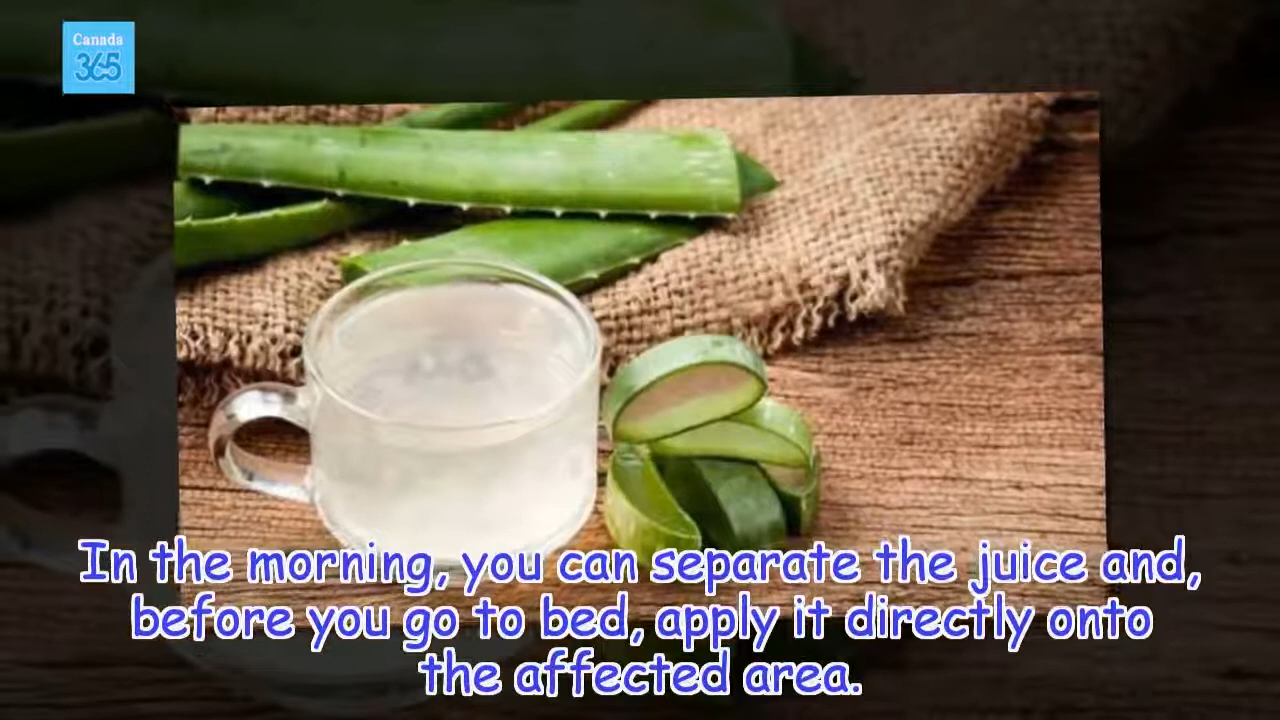 Canada
365
In the morning, you can separate the juice and,
before you go to bed, apply it directly onto
the affected area.